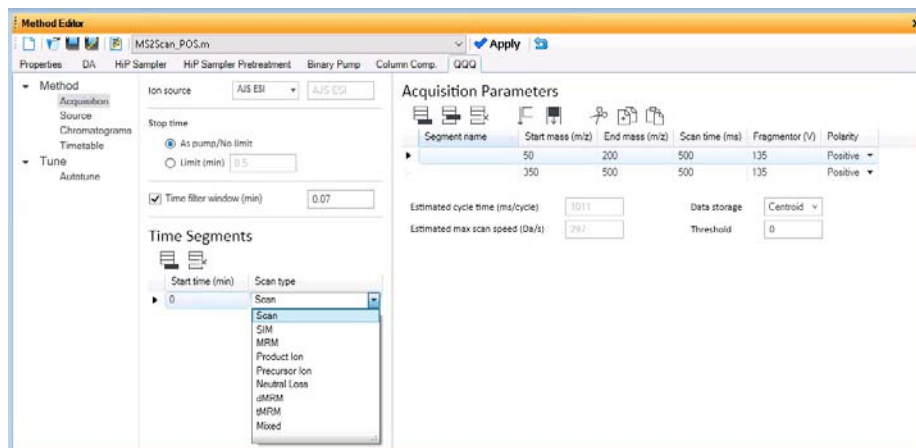 Method Editor
MS2Scan_POS.m
Apply
Properties DA HiP Sampler HiP Sampler Pretreatment Binary Pump Column Comp. QQQ
Method
Acquisition
Source
Chromatograms
Timetable
Tune
Autotune
Ion source AJS ESI AJS ESI
Stop time
As pump/No limit
Limit (min) 0.5
Time filter window (min) 0.07
Time Segments
Start time (min) Scan type
0 Scan
Scan
SIM
MRM
Product Ion
Precursor Ion
Neutral Loss
dMRM
tMRM
Mixed
Acquisition Parameters
Segment name Start mass (m/z) End mass (m/z) Scan time (ms) Fragmentor (V) Polarity
50 200 500 135 Positive
350 500 500 135 Positive
Estimated cycle time (ms/cycle) 1011 Data storage Centroid
Estimated max scan speed (Da/s) 297 Threshold 0